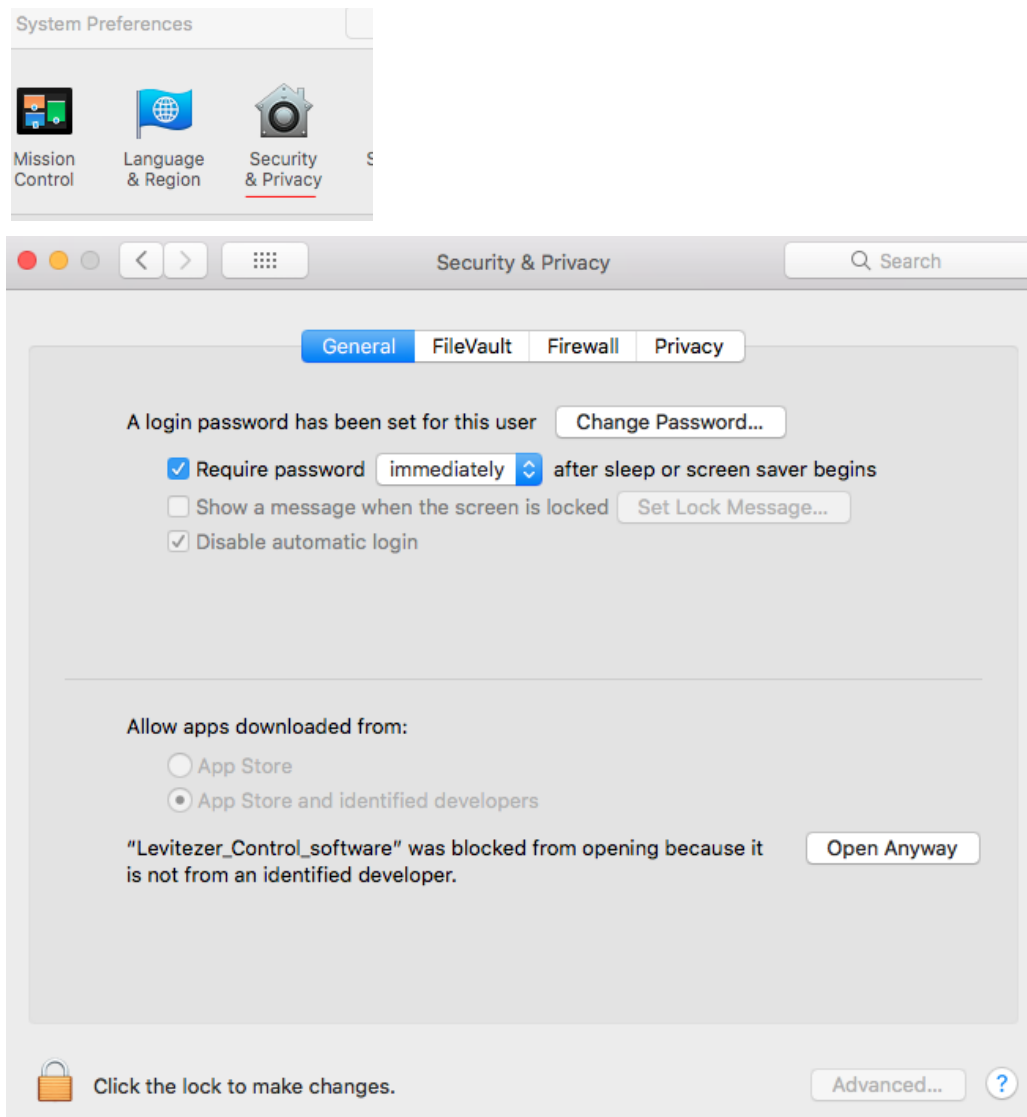 System Preferences
Mission Control
Language & Region
Security & Privacy
S
Security & Privacy
Search
General FileVault Firewall Privacy
A login password has been set for this user Change Password...
Require password immediately after sleep or screen saver begins
Show a message when the screen is locked Set Lock Message...
Disable automatic login
Allow apps downloaded from:
App Store
App Store and identified developers
“Levitezer_Control_software” was blocked from opening because it Open Anyway
is not from an identified developer.
Click the lock to make changes.
Advanced... ?